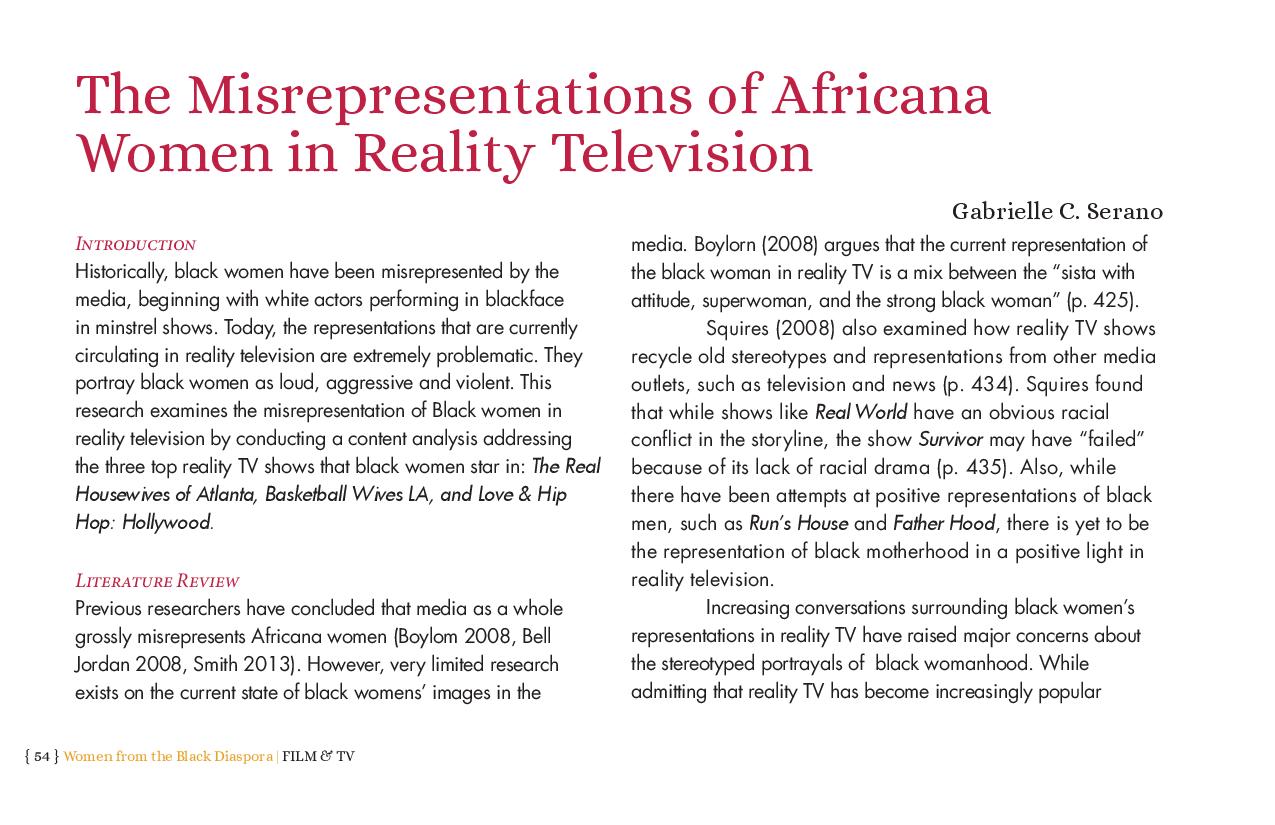 The Misrepresentations of Africana
Women in Reality Television
Gabrielle C. Serano
Introduction
Historically, black women have been misrepresented by the
media, beginning with white actors performing in blackface
in minstrel shows. Today, the representations that are currently
circulating in reality television are extremely problematic. They
portray black women as loud, aggressive and violent. This
research examines the misrepresentation of Black women in
reality television by conducting a content analysis addressing
the three top reality TV shows that black women star in: The Real
Housewives of Atlanta, Basketball Wives LA, and Love & Hip
Hop: Hollywood.
Literature Review
Previous researchers have concluded that media as a whole
grossly misrepresents Africana women (Boylom 2008, Bell
Jordan 2008, Smith 2013). However, very limited research
exists on the current state of black womens’ images in the
media. Boylorn (2008) argues that the current representation of
the black woman in reality TV is a mix between the “sista with
attitude, superwoman, and the strong black woman” (p. 425).
Squires (2008) also examined how reality TV shows
recycle old stereotypes and representations from other media
outlets, such as television and news (p. 434). Squires found
that while shows like Real World have an obvious racial
conflict in the storyline, the show Survivor may have “failed”
because of its lack of racial drama (p. 435). Also, while
there have been attempts at positive representations of black
men, such as Run’s House and Father Hood, there is yet to be
the representation of black motherhood in a positive light in
reality television.
Increasing conversations surrounding black women’s
representations in reality TV have raised major concerns about
the stereotyped portrayals of  black womanhood. While
admitting that reality TV has become increasingly popular
{ 54 } Women from the Black Diaspora | FILM & TV